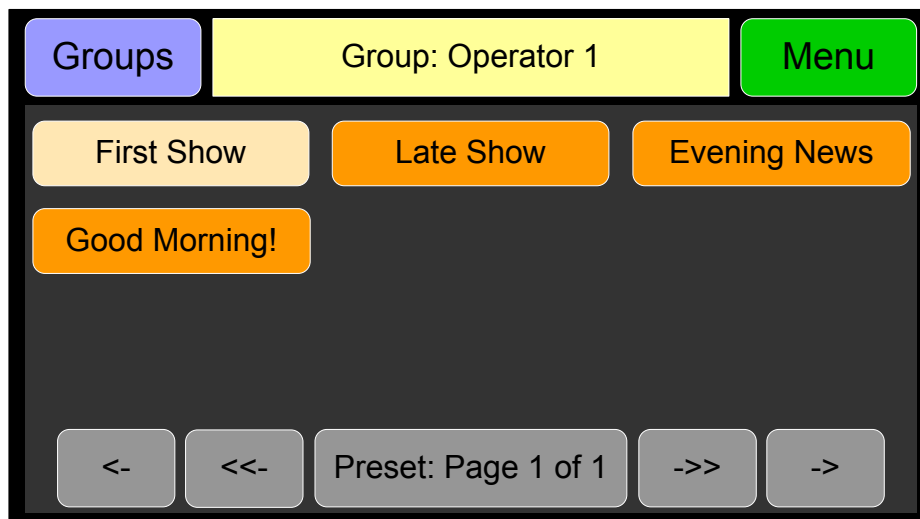 Groups
Group: Operator 1
Menu
First Show
Late Show
Evening News
Good Morning!
<-
<<-
Preset: Page 1 of 1
->>
->